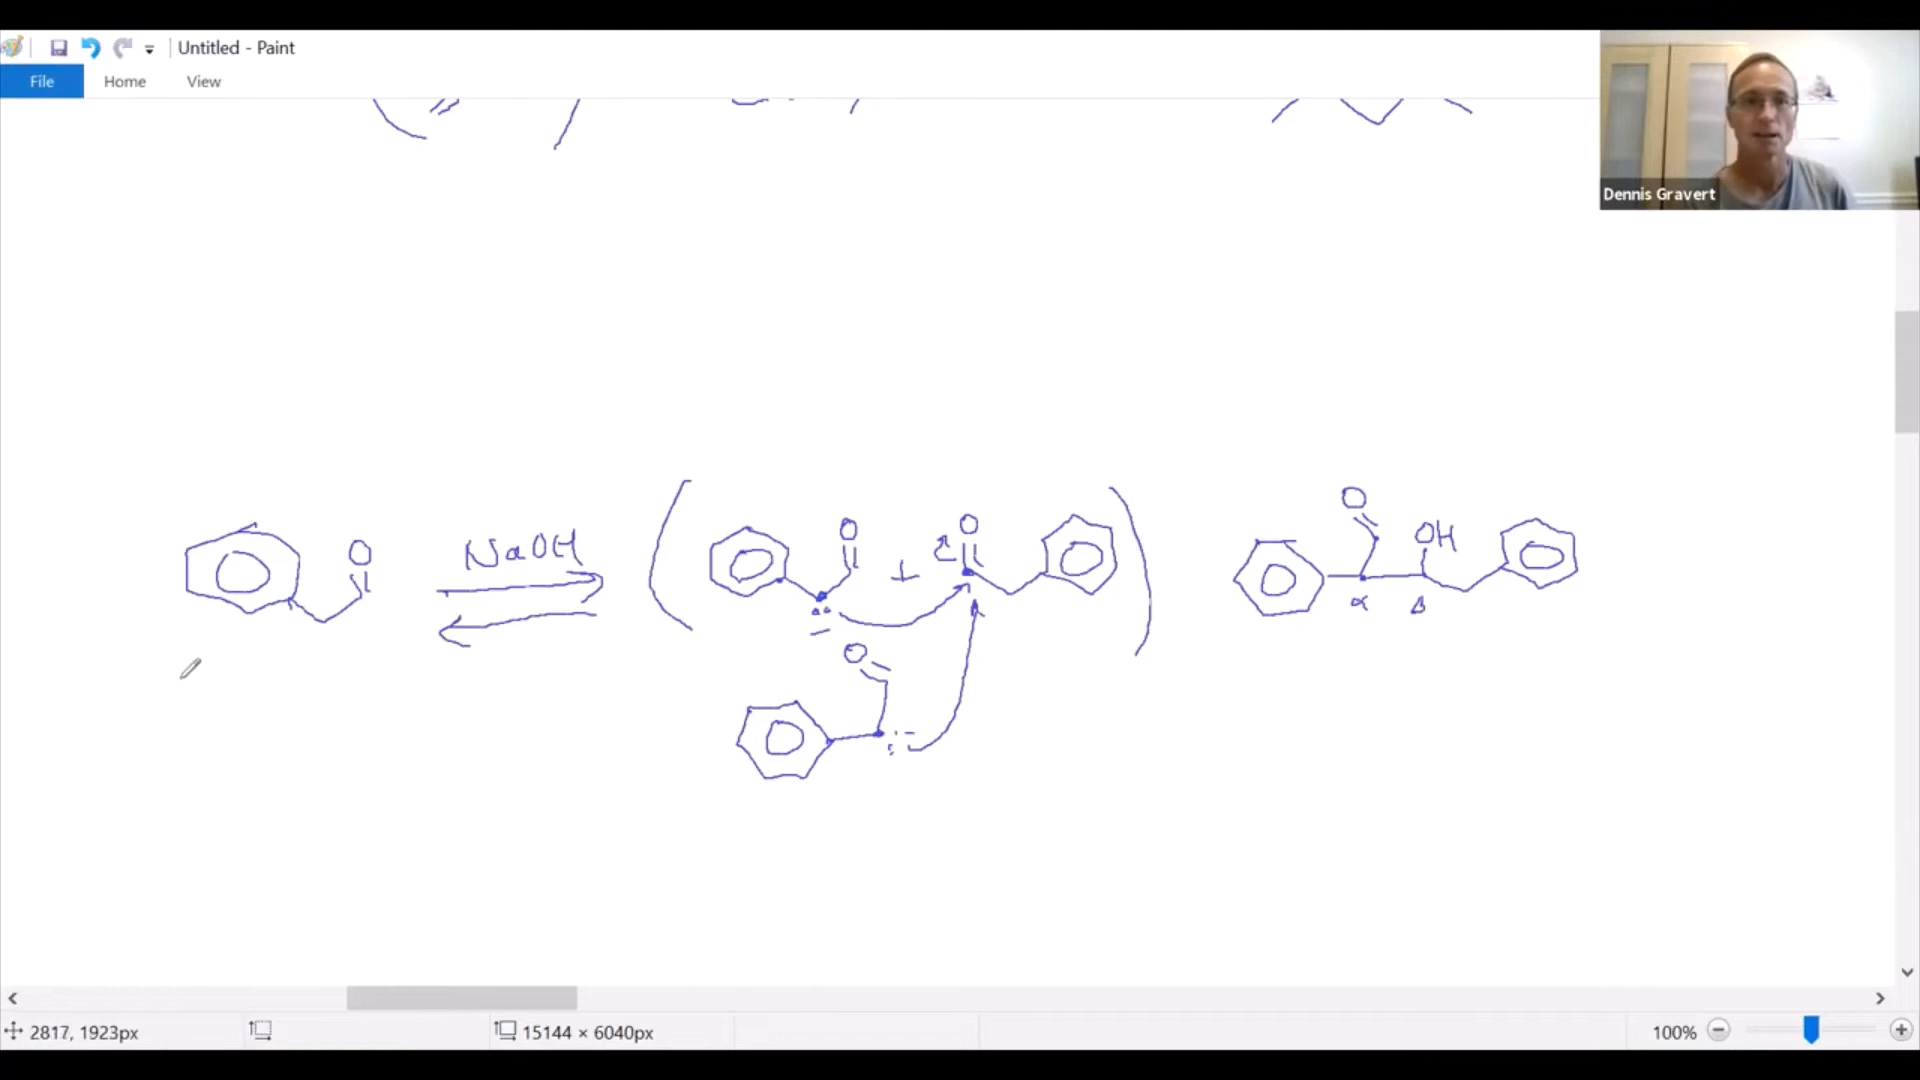 Untitled - Paint
File Home View
Dennis Gravert
O
NaOH
O
+
O
O
OH
O
α
O
2817, 1923px
15144 × 6040px
100%